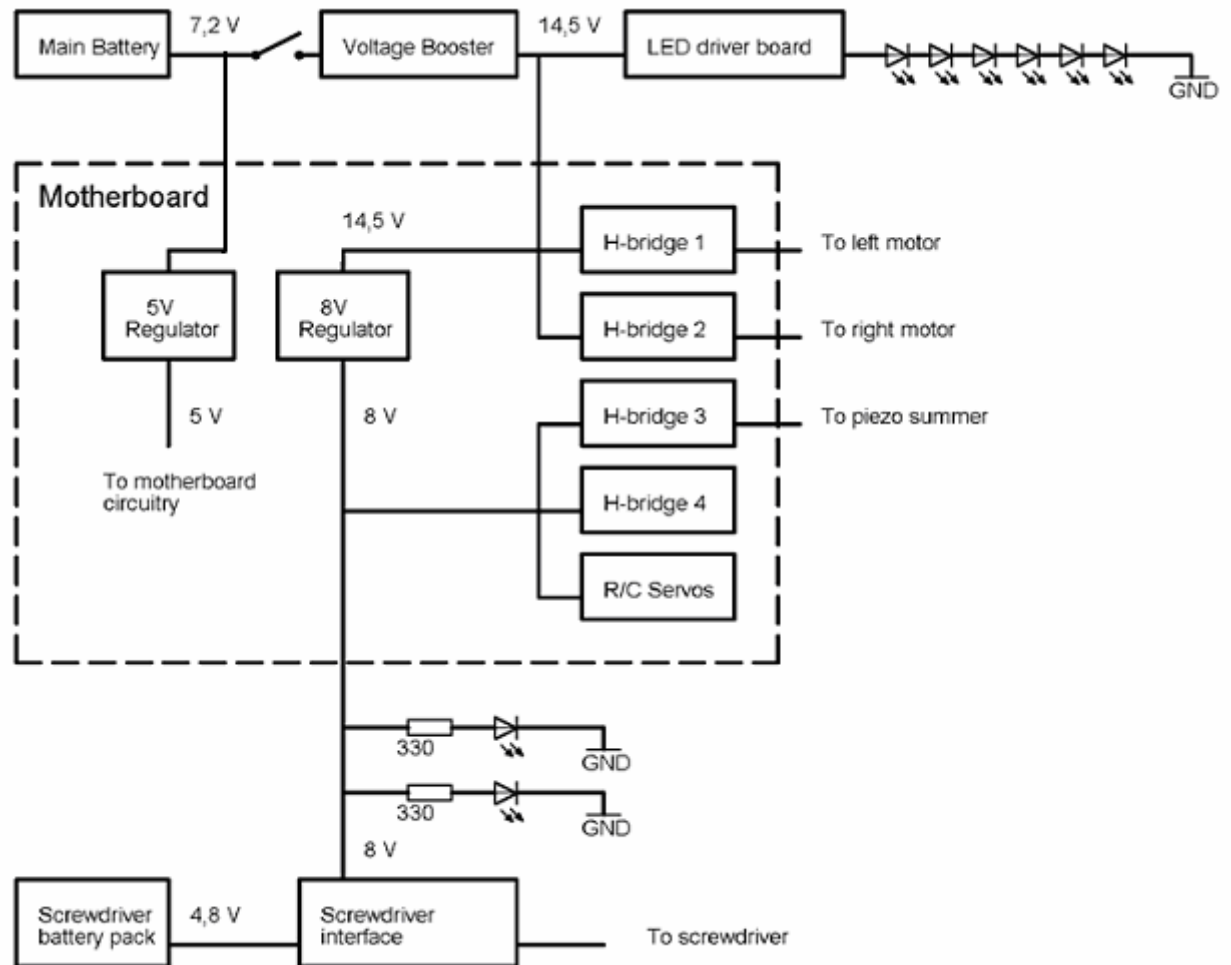 7,2 V
14,5 V
Main Battery
Voltage Booster
LED driver board
GND
Motherboard
14,5 V
H-bridge 1
To left motor
5V
Regulator
8V
Regulator
H-bridge 2
To right motor
5 V
8 V
H-bridge 3
To piezo summer
To motherboard
circuitry
H-bridge 4
R/C Servos
330
GND
330
GND
8 V
Screwdriver
battery pack
4,8 V
Screwdriver
interface
To screwdriver